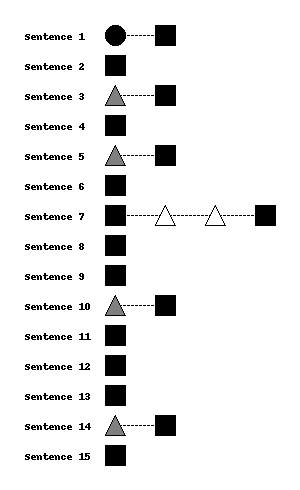 Sentence 1
Sentence 2
Sentence 3
Sentence 4
Sentence 5
Sentence 6
Sentence 7
Sentence 8
Sentence 9
Sentence 10
Sentence 11
Sentence 12
Sentence 13
Sentence 14
Sentence 15